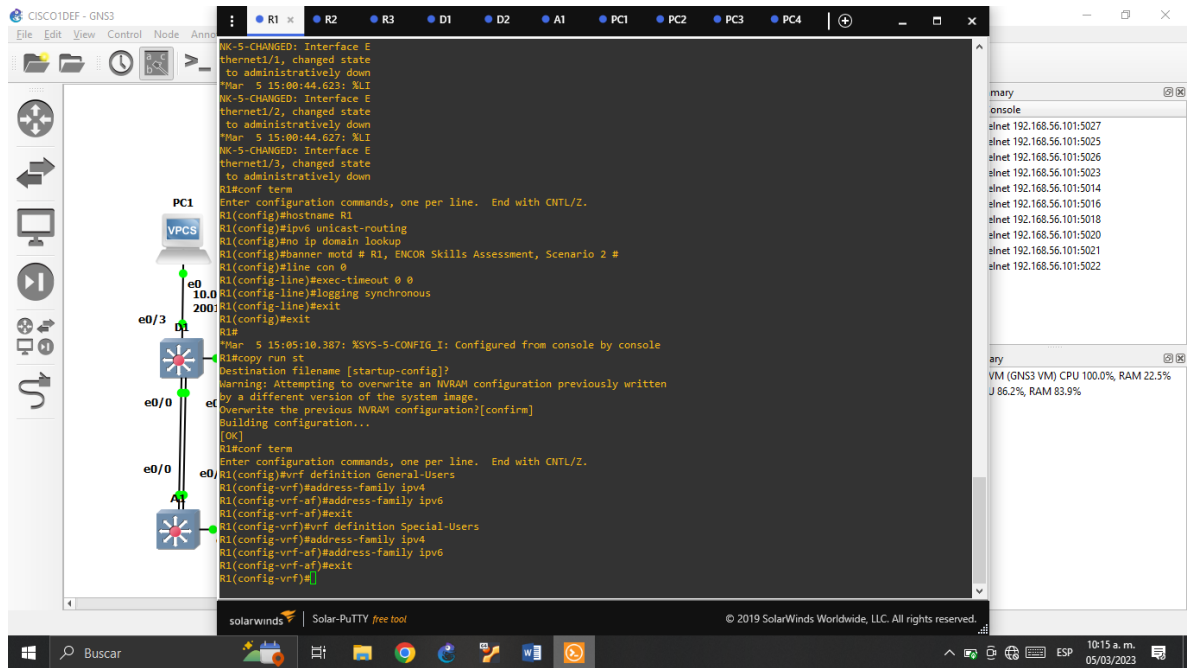 CISCO1DEF - GNS3
File Edit View Control Node Anno
R1 × R2 R3 D1 D2 A1 PC1 PC2 PC3 PC4
NK-5-CHANGED: Interface E
thernet1/1, changed state
to administratively down
*Mar 5 15:00:44.623: %LI
NK-5-CHANGED: Interface E
thernet1/2, changed state
to administratively down
*Mar 5 15:00:44.627: %LI
NK-5-CHANGED: Interface E
thernet1/3, changed state
to administratively down
R1#conf term
Enter configuration commands, one per line. End with CNTL/Z.
R1(config)#hostname R1
R1(config)#ipv6 unicast-routing
R1(config)#no ip domain lookup
R1(config)#banner motd # R1, ENCOR Skills Assessment, Scenario 2 #
R1(config)#line con 0
R1(config-line)#exec-timeout 0 0
R1(config-line)#logging synchronous
R1(config-line)#exit
R1(config)#exit
R1#
*Mar 5 15:05:10.387: %SYS-5-CONFIG_I: Configured from console by console
R1#copy run st
Destination filename [startup-config]?
Warning: Attempting to overwrite an NVRAM configuration previously written
by a different version of the system image.
Overwrite the previous NVRAM configuration?[confirm]
Building configuration...
[OK]
R1#conf term
Enter configuration commands, one per line. End with CNTL/Z.
R1(config)#vrf definition General-Users
R1(config-vrf)#address-family ipv4
R1(config-vrf-af)#address-family ipv6
R1(config-vrf-af)#exit
R1(config-vrf)#vrf definition Special-Users
R1(config-vrf)#address-family ipv4
R1(config-vrf-af)#address-family ipv6
R1(config-vrf-af)#exit
R1(config-vrf)#
solarwinds Solar-PuTTY free tool © 2019 SolarWinds Worldwide, LLC. All rights reserved.
PC1
VPCS
e0
10.0
2001
e0/3
D1
e0/0
e0/0
e0/
A1
mary
onsole
elnet 192.168.56.101:5027
elnet 192.168.56.101:5025
elnet 192.168.56.101:5026
elnet 192.168.56.101:5023
elnet 192.168.56.101:5014
elnet 192.168.56.101:5016
elnet 192.168.56.101:5018
elnet 192.168.56.101:5020
elnet 192.168.56.101:5021
elnet 192.168.56.101:5022
ary
VM (GNS3 VM) CPU 100.0%, RAM 22.5%
U 86.2%, RAM 83.9%
Buscar
ESP
10:15 a. m.
05/03/2023